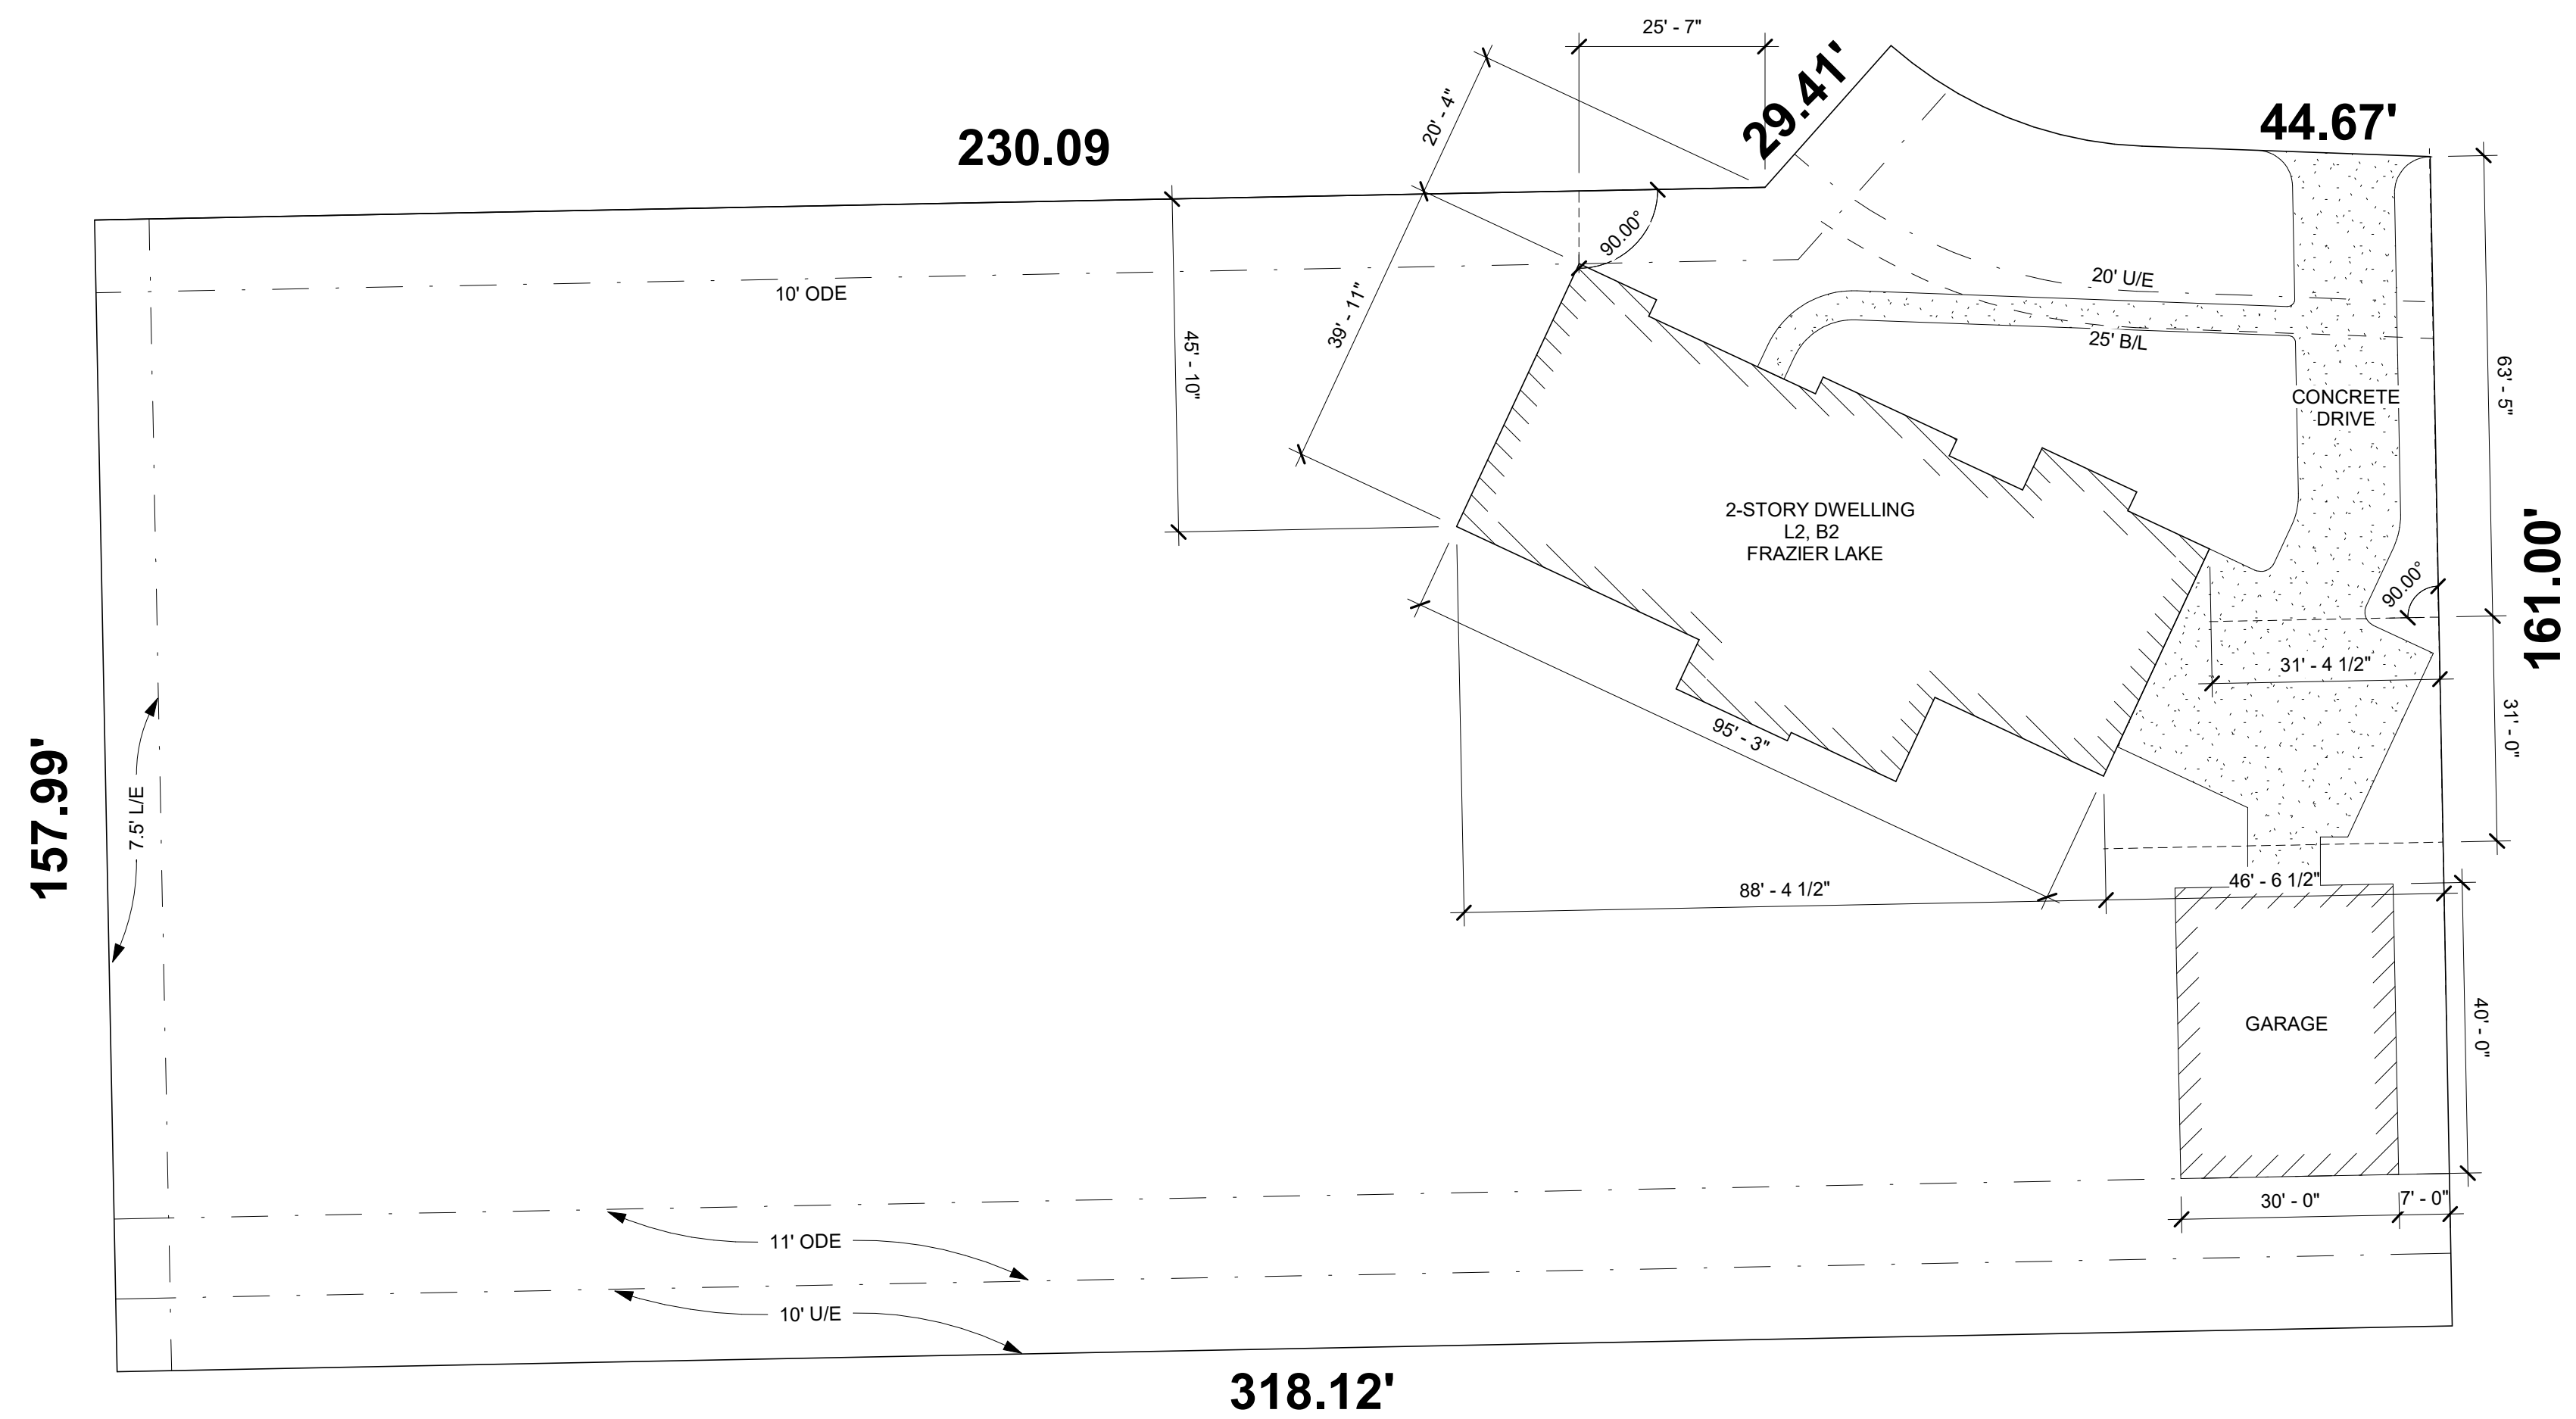 25' - 7"
20' - 4"
29.41'
44.67'
230.09
90.00°
10' ODE
39' - 11"
45' - 10"
20' U/E
25' B/L
CONCRETE
DRIVE
63' - 5"
2-STORY DWELLING
L2, B2
FRAZIER LAKE
90.00°
161.00'
31' - 4 1/2"
31' - 0"
95' - 3"
157.99'
7.5' L/E
88' - 4 1/2"
46' - 6 1/2"
GARAGE
40' - 0"
30' - 0"
7' - 0"
11' ODE
10' U/E
318.12'